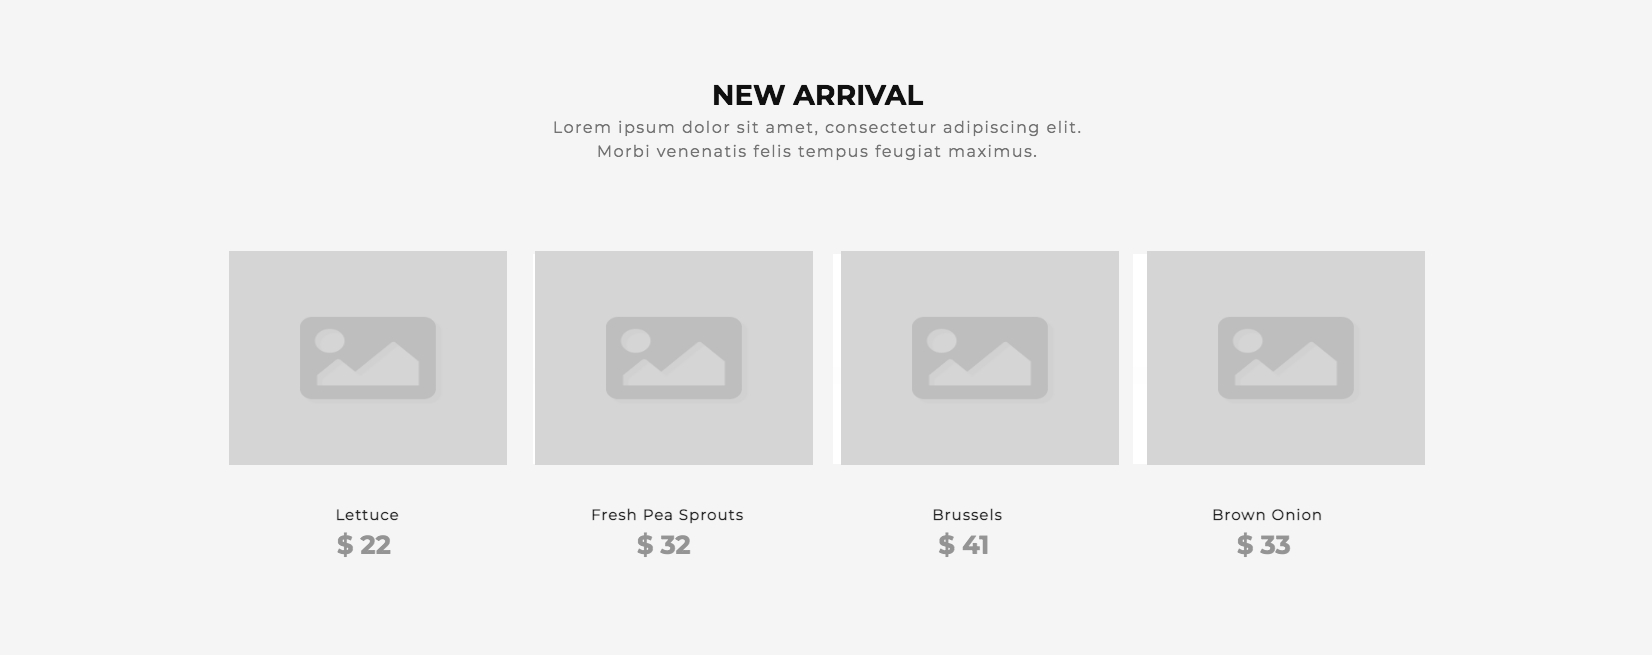 NEW ARRIVAL
Lorem ipsum dolor sit amet, consectetur adipiscing elit.
Morbi venenatis felis tempus feugiat maximus.
Lettuce
$ 22
Fresh Pea Sprouts
$ 32
Brussels
$ 41
Brown Onion
$ 33